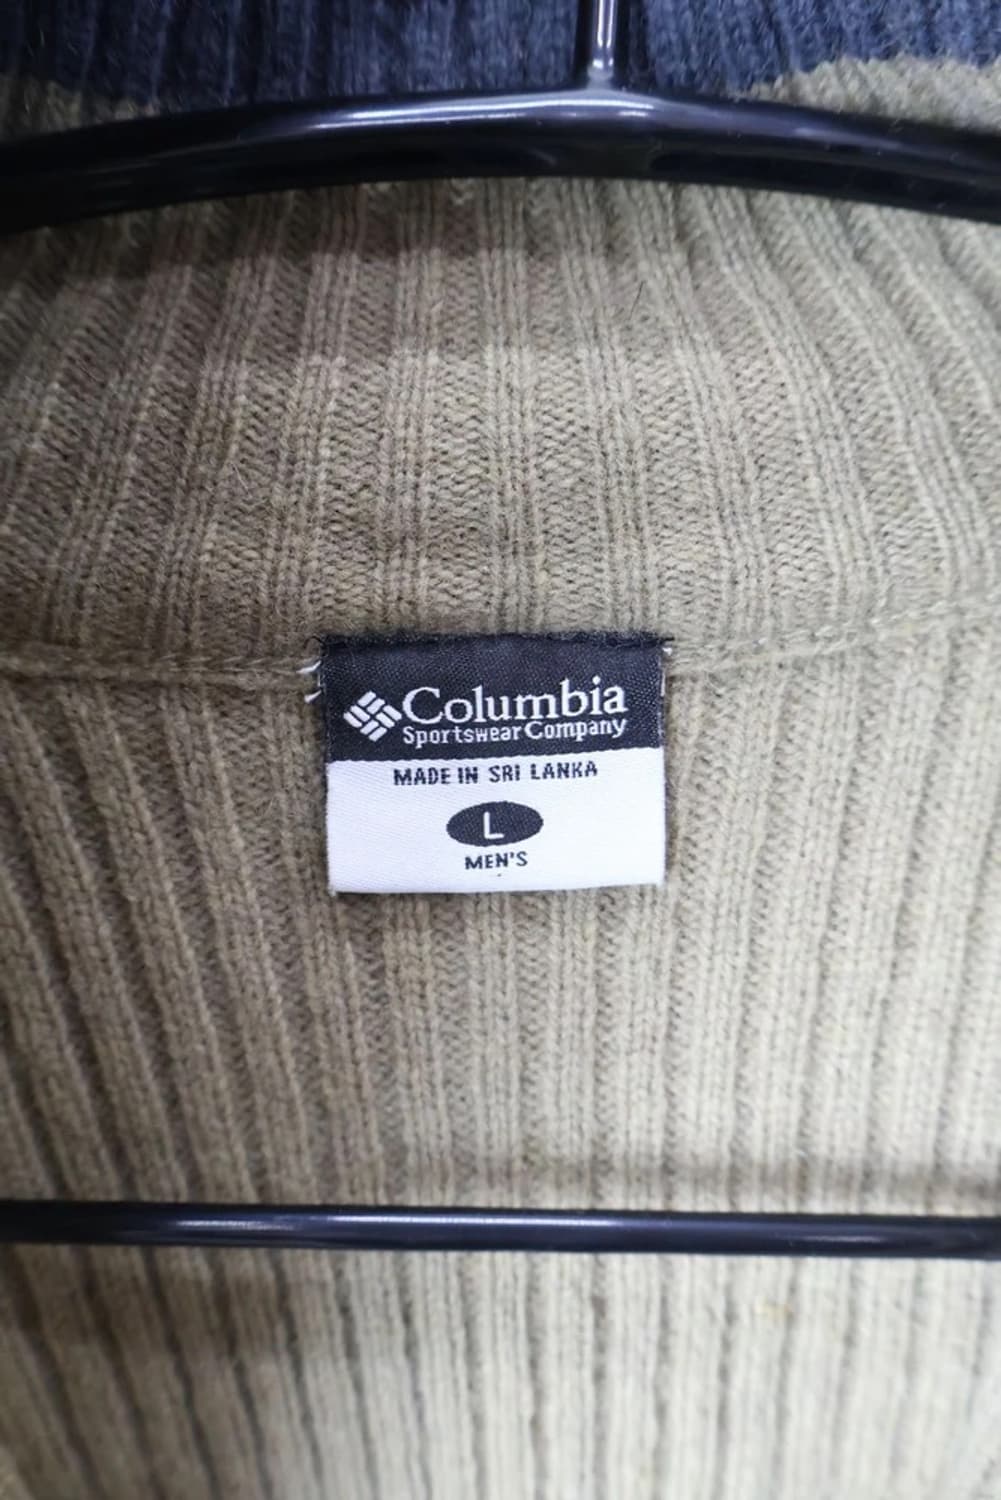 Columbia
Sportswear Company
MADE IN SRI LANKA
L
MEN'S